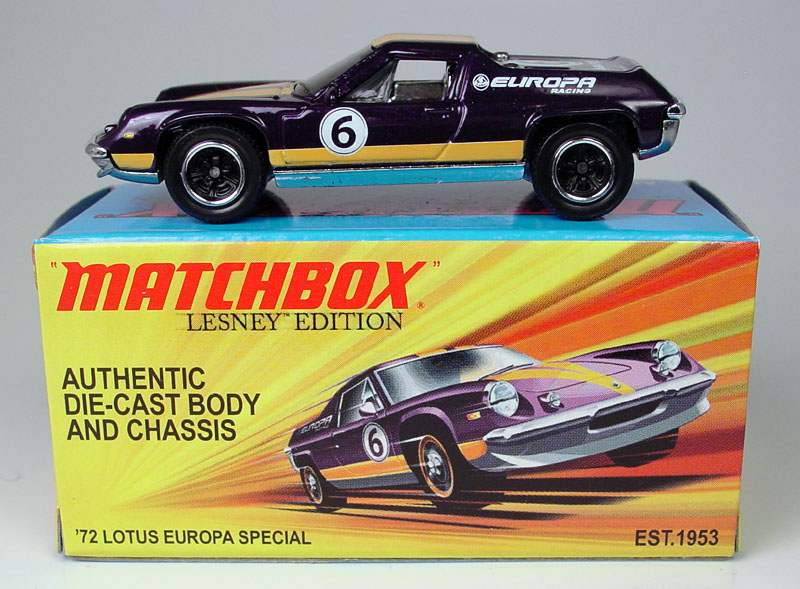 EUROPA
RACING
6
"MATCHBOX"®
LESNEY™ EDITION
AUTHENTIC
DIE-CAST BODY
AND CHASSIS
EUROPA
6
'72 LOTUS EUROPA SPECIAL
EST.1953